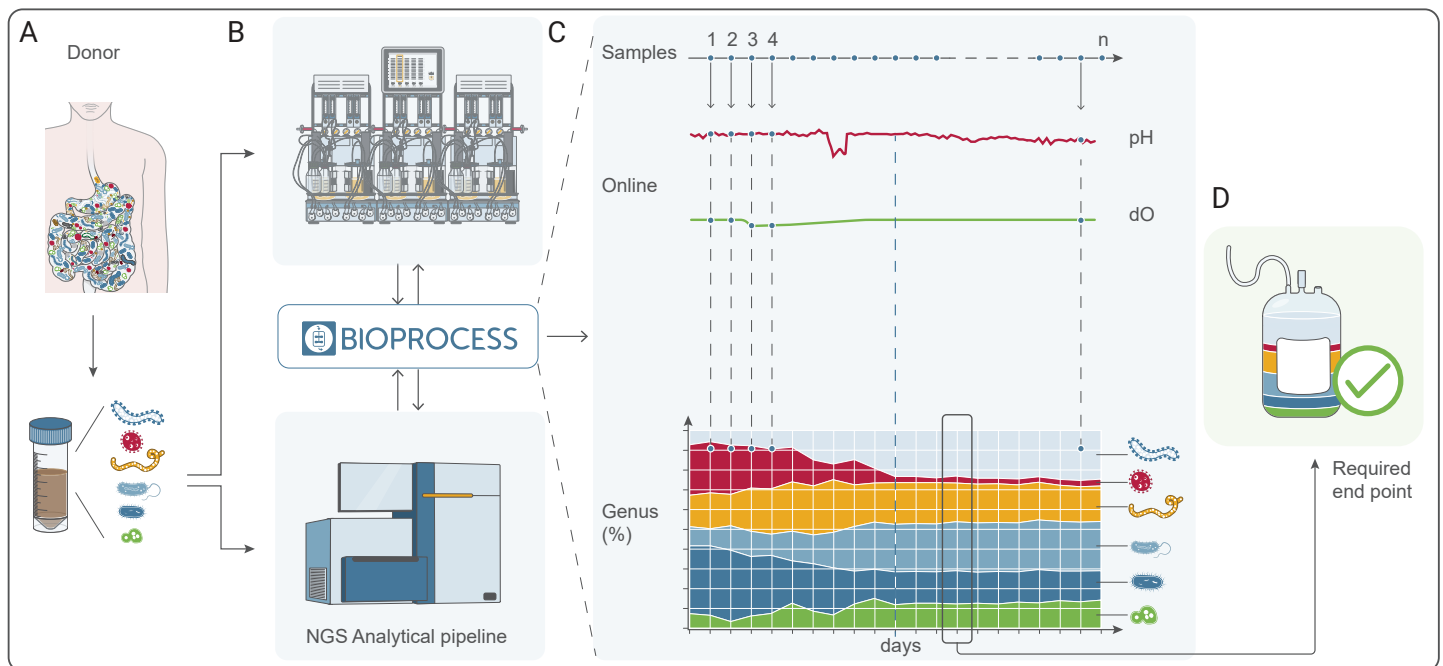 A
Donor
B
BIOPROCESS
NGS Analytical pipeline
C
Samples
1 2 3 4 n
pH
Online
dO
Genus
(%)
days
D
Required
end point